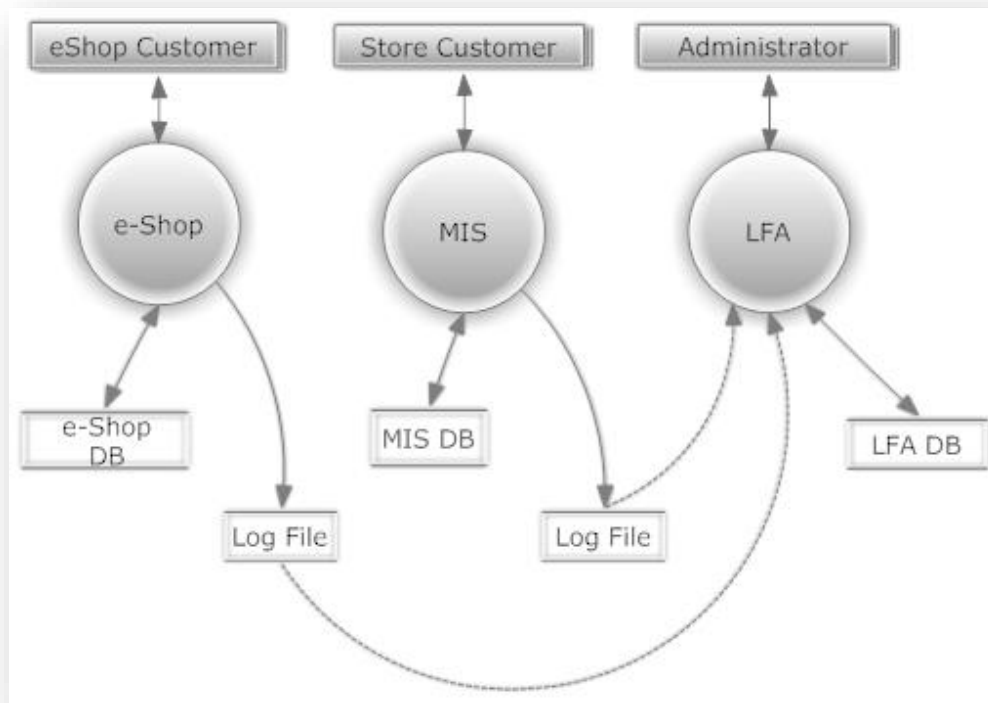 eShop Customer
Store Customer
Administrator
e-Shop
MIS
LFA
e-Shop
DB
MIS DB
LFA DB
Log File
Log File